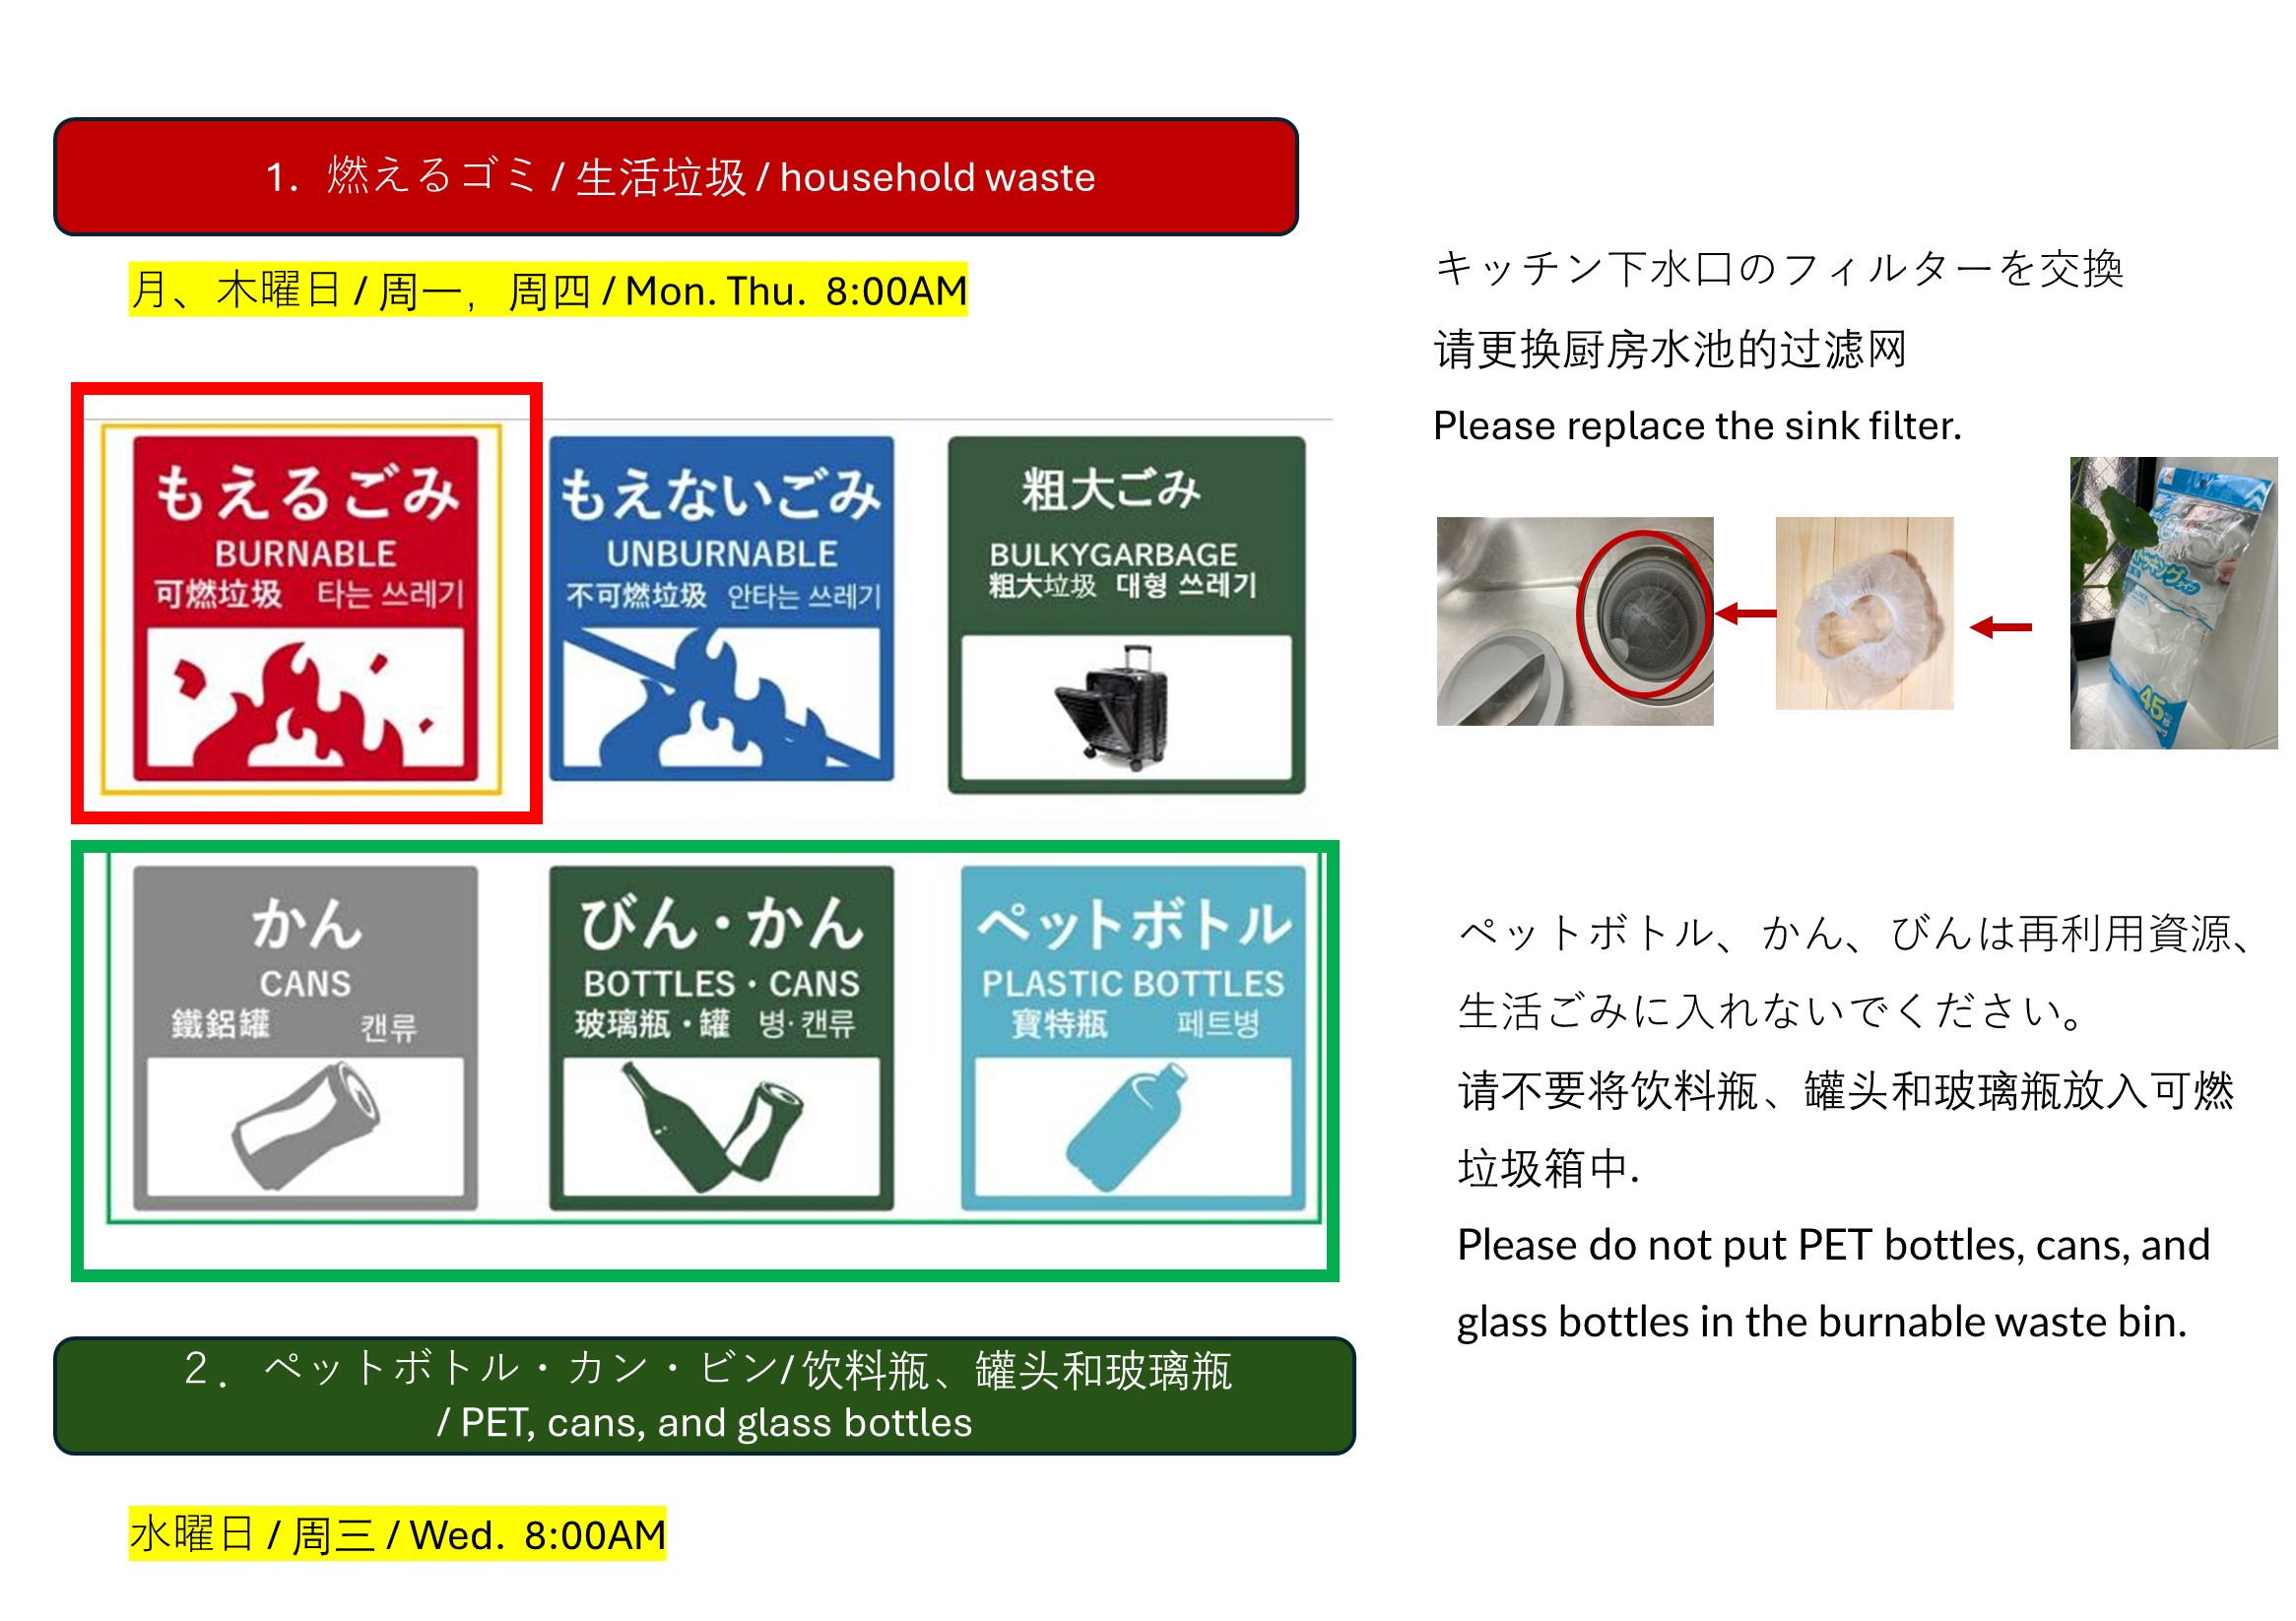 1. 燃えるゴミ / 生活垃圾 / household waste
月、木曜日 / 周一，周四 / Mon. Thu. 8:00AM
もえるごみ
BURNABLE
可燃垃圾 타는 쓰레기
もえないごみ
UNBURNABLE
不可燃垃圾 안타는 쓰레기
粗大ごみ
BULKYGARBAGE
粗大垃圾 대형 쓰레기
かん
CANS
鐵鋁罐 캔류
びん・かん
BOTTLES・CANS
玻璃瓶・罐 병·캔류
ペットボトル
PLASTIC BOTTLES
寶特瓶 페트병
２．ペットボトル・カン・ビン/ 饮料瓶、罐头和玻璃瓶
/ PET, cans, and glass bottles
水曜日 / 周三 / Wed. 8:00AM
キッチン下水口のフィルターを交換
请更换厨房水池的过滤网
Please replace the sink filter.
45枚
ペットボトル、かん、びんは再利用資源、
生活ごみに入れないでください。
请不要将饮料瓶、罐头和玻璃瓶放入可燃
垃圾箱中.
Please do not put PET bottles, cans, and
glass bottles in the burnable waste bin.